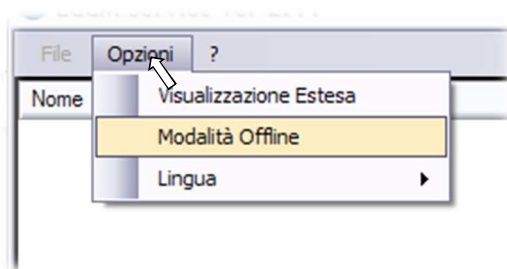 File Opzioni ?
Nome
Visualizzazione Estesa
Modalità Offline
Lingua